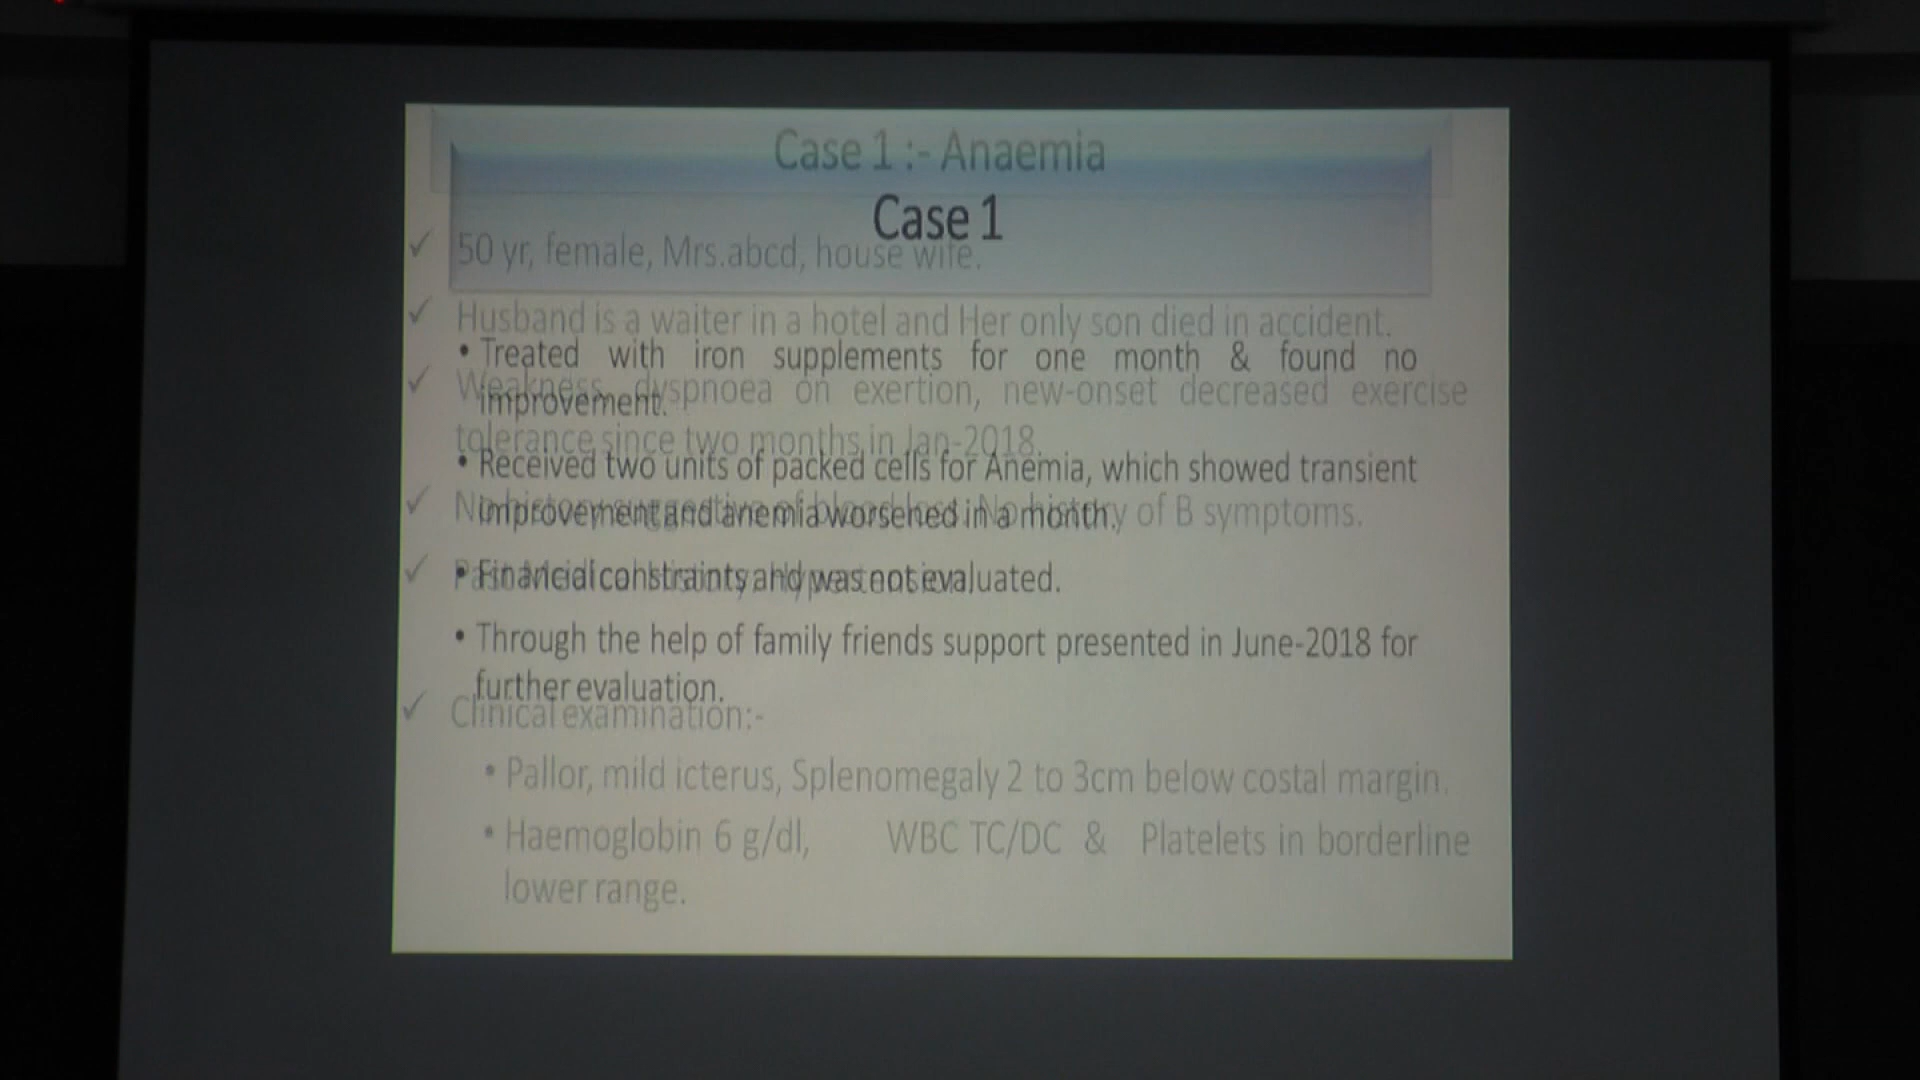 Case 1 :- Anaemia
Case 1
✓ 50 yr, female, Mrs.abcd, house wife.
✓ Husband is a waiter in a hotel and Her only son died in accident.
• Treated with iron supplements for one month & found no
✓ Weakness, dyspnoea on exertion, new-onset decreased exercise
improvement.
tolerance since two months in Jan-2018.
• Received two units of packed cells for Anemia, which showed transient
✓ No history suggestive of blood loss. No history of B symptoms.
improvement and anemia worsened in a month.
✓ Hypertension
• Financial constraints and was not evaluated.
• Through the help of family friends support presented in June-2018 for
further evaluation.
✓ Clinical examination:-
• Pallor, mild icterus, Splenomegaly 2 to 3cm below costal margin.
• Haemoglobin 6 g/dl, WBC TC/DC & Platelets in borderline
lower range.